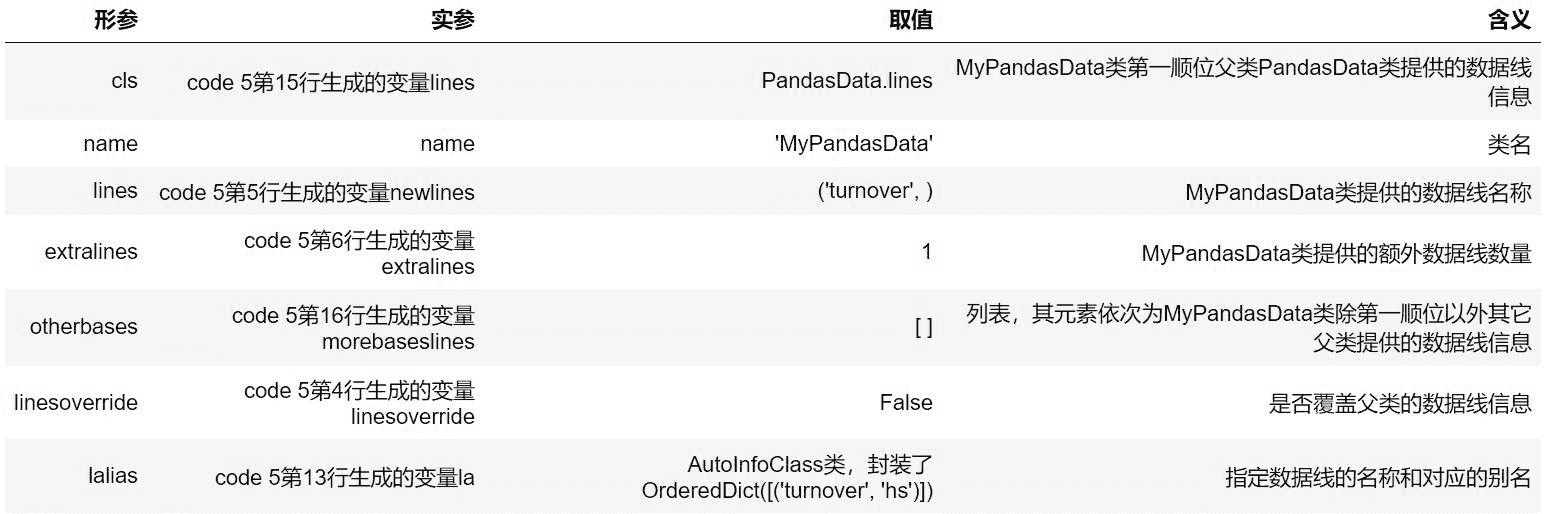 形参 实参 取值 含义
cls code 5第15行生成的变量lines PandasData.lines MyPandasData类第一顺位父类PandasData类提供的数据线
信息
name name 'MyPandasData' 类名
lines code 5第5行生成的变量newlines ('turnover', ) MyPandasData类提供的数据线名称
extralines code 5第6行生成的变量
extralines 1 MyPandasData类提供的额外数据线数量
otherbases code 5第16行生成的变量
morebaseslines [ ] 列表，其元素依次为MyPandasData类除第一顺位以外其它
父类提供的数据线信息
linesoverride code 5第4行生成的变量
linesoverride False 是否覆盖父类的数据线信息
lalias code 5第13行生成的变量la AutoInfoClass类，封装了
OrderedDict([('turnover', 'hs')]) 指定数据线的名称和对应的别名